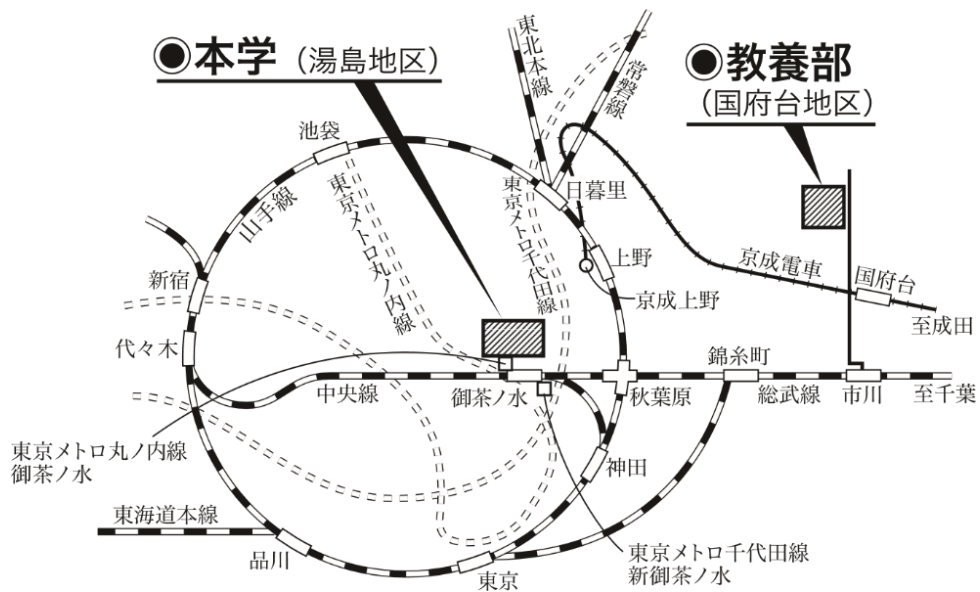 ◉本学（湯島地区）
◉教養部
（国府台地区）
東北本線
常磐線
池袋
山手線
東京メトロ丸ノ内線
東京メトロ千代田線
日暮里
新宿
上野
京成電車
国府台
京成上野
至成田
代々木
錦糸町
中央線
御茶ノ水
秋葉原
総武線
市川
至千葉
東京メトロ丸ノ内線
御茶ノ水
神田
東海道本線
品川
東京
東京メトロ千代田線
新御茶ノ水